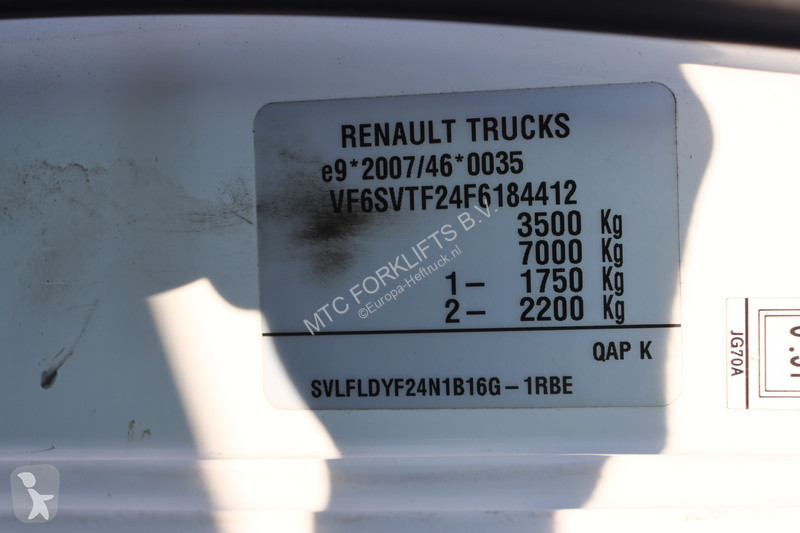 RENAULT TRUCKS
e9*2007/46*0035
VF6SVTF24F6184412
3500 Kg
7000 Kg
1- 1750 Kg
2- 2200 Kg
QAP K
SVLFLDYF24N1B16G-1RBE
JG70A
MTC FORKLIFTS B.V.
©Europa-Heftruck.nl